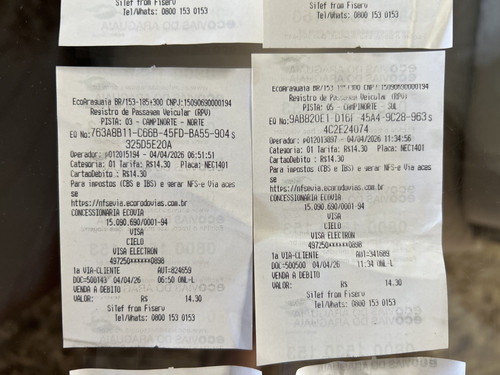 Sitef from Fiserv
Tel/Whats: 0800 153 0153
Sitef from Fiserv
Tel/Whats: 0800 153 0153
EcoAraguaia BR/153-185+300 CNPJ:15090690000194
Registro de Passagem Veicular (RPV)
PISTA: 03 - CAMPINORTE - NORTE
EQ No:763A8B11-C66B-45FD-BA55-904s
325D5E20A
Operador: p012015194 - 04/04/2026 06:51:51
Categoria: 01 Tarifa: R$14.30 Placa: NEC1401
CartaoDebito : R$14.30
Para impostos (CBS e IBS) e gerar NFS-e Via aces
se
https://nfsevia.ecorodovias.com.br
CONCESSIONARIA ECOVIA
15.090.690/0001-94
VISA
CIELO
VISA ELECTRON
497250******0898
1a VIA-CLIENTE AUT=824659
DOC=500143 04/04/26 06:50 ONL-L
VENDA A DEBITO
VALOR: R$ 14.30
Sitef from Fiserv
Tel/Whats: 0800 153 0153
EcoAraguaia BR/153-185+300 CNPJ:15090690000194
Registro de Passagem Veicular (RPV)
PISTA: 05 - CAMPINORTE - SUL
EQ No:9AB820E1-D16F-45A4-9C28-963s
4C2E24074
Operador: p012013897 - 04/04/2026 11:34:56
Categoria: 01 Tarifa: R$14.30 Placa: NEC1401
CartaoDebito : R$14.30
Para impostos (CBS e IBS) e gerar NFS-e Via aces
se
https://nfsevia.ecorodovias.com.br
CONCESSIONARIA ECOVIA
15.090.690/0001-94
VISA
CIELO
VISA ELECTRON
497250******0898
1a VIA-CLIENTE AUT=341689
DOC=500500 04/04/26 11:34 ONL-L
VENDA A DEBITO
VALOR: R$ 14.30
Sitef from Fiserv
Tel/Whats: 0800 153 0153